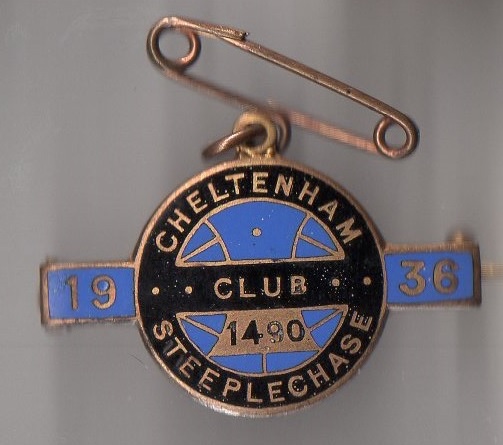 CHELTENHAM
19 · · CLUB · · 36
1490
STEEPLECHASE